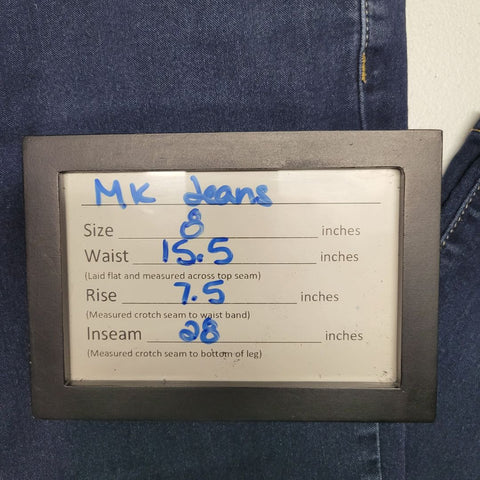 MK Jeans
Size 8 inches
Waist 15.5 inches
(Laid flat and measured across top seam)
Rise 7.5 inches
(Measured crotch seam to waist band)
Inseam 28 inches
(Measured crotch seam to bottom of leg)